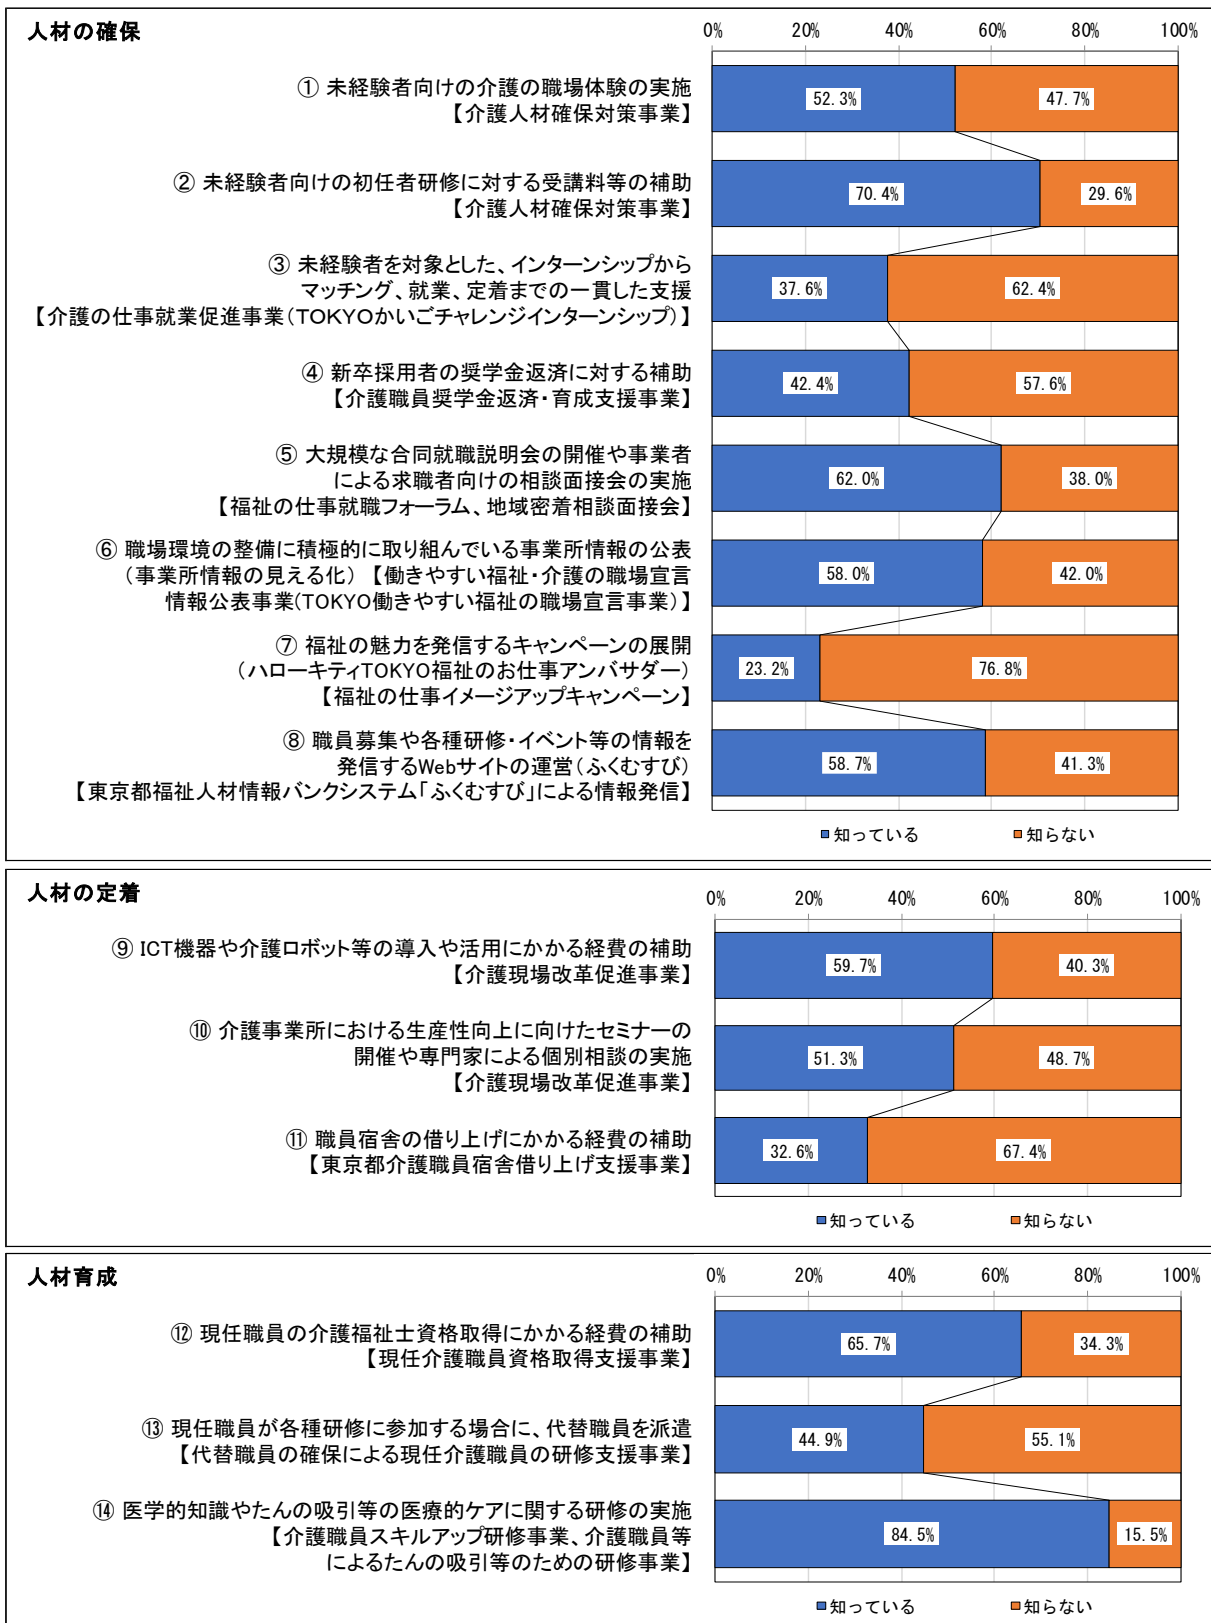 人材の確保
0% 20% 40% 60% 80% 100%
① 未経験者向けの介護の職場体験の実施
【介護人材確保対策事業】
52.3% 47.7%
② 未経験者向けの初任者研修に対する受講料等の補助
【介護人材確保対策事業】
70.4% 29.6%
③ 未経験者を対象とした、インターンシップから
マッチング、就業、定着までの一貫した支援
【介護の仕事就業促進事業(TOKYOかいごチャレンジインターンシップ)】
37.6% 62.4%
④ 新卒採用者の奨学金返済に対する補助
【介護職員奨学金返済・育成支援事業】
42.4% 57.6%
⑤ 大規模な合同就職説明会の開催や事業者
による求職者向けの相談面接会の実施
【福祉の仕事就職フォーラム、地域密着相談面接会】
62.0% 38.0%
⑥ 職場環境の整備に積極的に取り組んでいる事業所情報の公表
(事業所情報の見える化) 【働きやすい福祉・介護の職場宣言
情報公表事業(TOKYO働きやすい福祉の職場宣言事業)】
58.0% 42.0%
⑦ 福祉の魅力を発信するキャンペーンの展開
(ハローキティTOKYO福祉のお仕事アンバサダー)
【福祉の仕事イメージアップキャンペーン】
23.2% 76.8%
⑧ 職員募集や各種研修・イベント等の情報を
発信するWebサイトの運営(ふくむすび)
【東京都福祉人材情報バンクシステム「ふくむすび」による情報発信】
58.7% 41.3%
知っている 知らない
人材の定着
0% 20% 40% 60% 80% 100%
⑨ ICT機器や介護ロボット等の導入や活用にかかる経費の補助
【介護現場改革促進事業】
59.7% 40.3%
⑩ 介護事業所における生産性向上に向けたセミナーの
開催や専門家による個別相談の実施
【介護現場改革促進事業】
51.3% 48.7%
⑪ 職員宿舎の借り上げにかかる経費の補助
【東京都介護職員宿舎借り上げ支援事業】
32.6% 67.4%
知っている 知らない
人材育成
0% 20% 40% 60% 80% 100%
⑫ 現任職員の介護福祉士資格取得にかかる経費の補助
【現任介護職員資格取得支援事業】
65.7% 34.3%
⑬ 現任職員が各種研修に参加する場合に、代替職員を派遣
【代替職員の確保による現任介護職員の研修支援事業】
44.9% 55.1%
⑭ 医学的知識やたんの吸引等の医療的ケアに関する研修の実施
【介護職員スキルアップ研修事業、介護職員等
によるたんの吸引等のための研修事業】
84.5% 15.5%
知っている 知らない